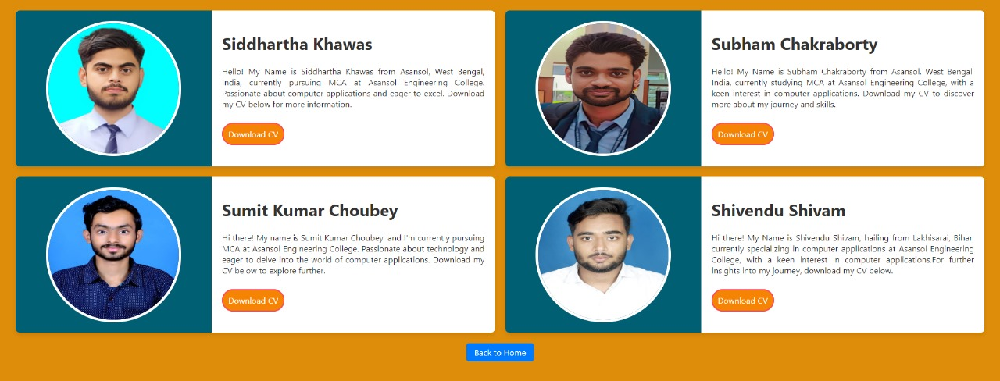 Siddhartha Khawas
Hello! My Name is Siddhartha Khawas from Asansol, West Bengal,
India, currently pursuing MCA at Asansol Engineering College.
Passionate about computer applications and eager to excel. Download
my CV below for more information.
Download CV
Subham Chakraborty
Hello! My Name is Subham Chakraborty from Asansol, West Bengal,
India, currently studying MCA at Asansol Engineering College, with a
keen interest in computer applications. Download my CV to discover
more about my journey and skills.
Download CV
Sumit Kumar Choubey
Hi there! My name is Sumit Kumar Choubey, and I'm currently pursuing
MCA at Asansol Engineering College. Passionate about technology and
eager to delve into the world of computer applications. Download my
CV below to explore further.
Download CV
Shivendu Shivam
Hi there! My Name is Shivendu Shivam, hailing from Lakhisarai, Bihar,
currently specializing in computer applications at Asansol Engineering
College, with a keen interest in computer applications.For further
insights into my journey, download my CV below.
Download CV
Back to Home